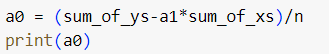 a0 = (sum_of_ys-a1*sum_of_xs)/n
print(a0)